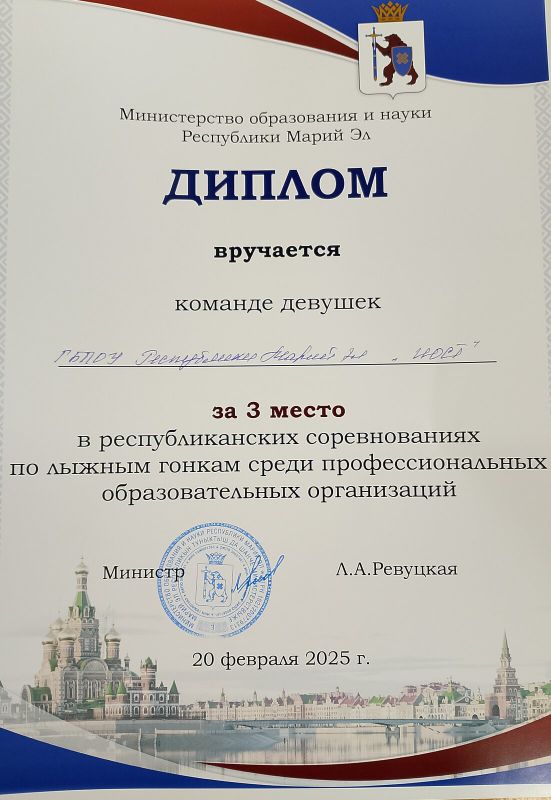 Министерство образования и науки
Республики Марий Эл
ДИПЛОМ
вручается
команде девушек
ГБПОУ Республики Марий Эл „ЙОСТ"
за 3 место
в республиканских соревнованиях
по лыжным гонкам среди профессиональных
образовательных организаций
Министр Л.А.Ревуцкая
20 февраля 2025 г.